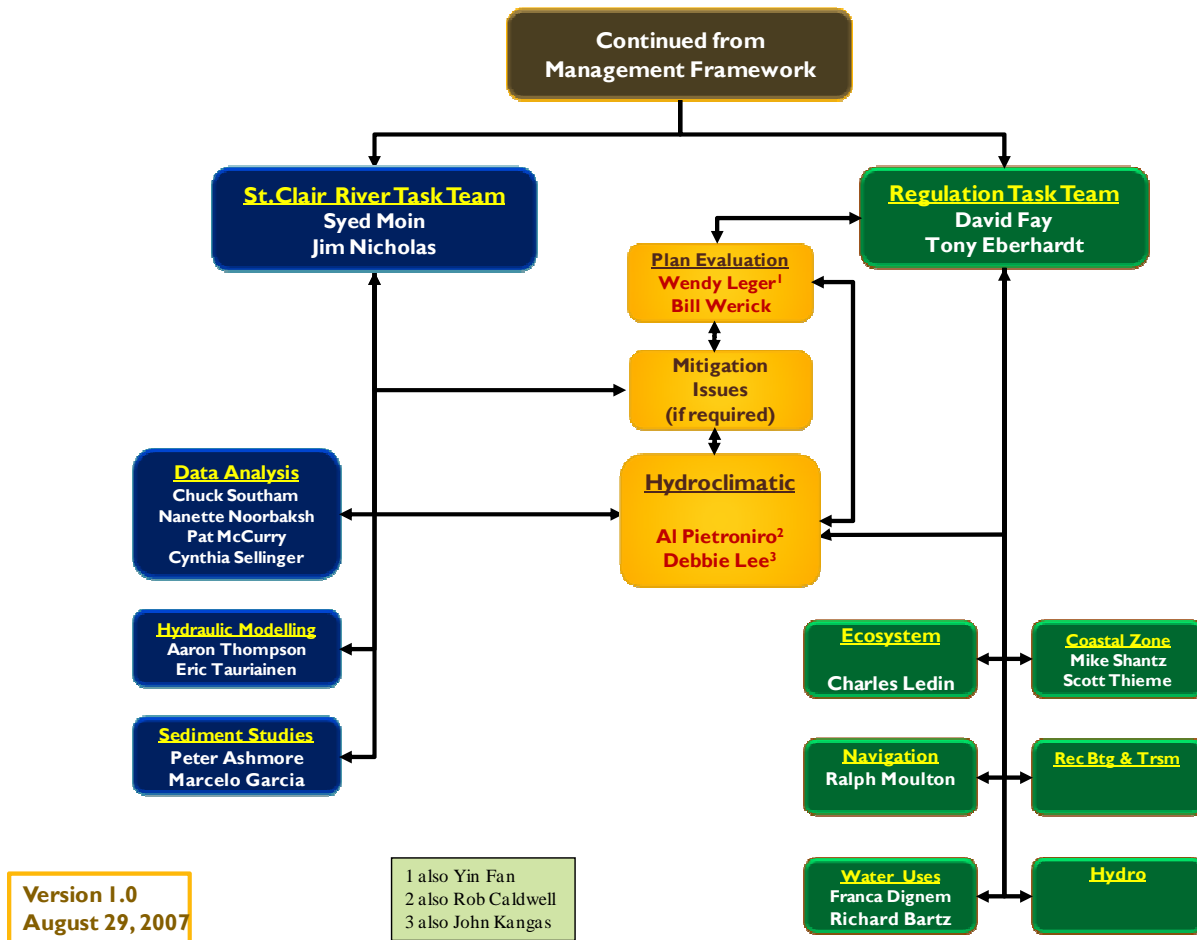 Continued from
Management Framework
St.Clair River Task Team
Syed Moin
Jim Nicholas
Regulation Task Team
David Fay
Tony Eberhardt
Plan Evaluation
Wendy Leger1
Bill Werick
Mitigation
Issues
(if required)
Hydroclimatic
Al Pietroniro2
Debbie Lee3
Data Analysis
Chuck Southam
Nanette Noorbaksh
Pat McCurry
Cynthia Sellinger
Hydraulic Modelling
Aaron Thompson
Eric Tauriainen
Sediment Studies
Peter Ashmore
Marcelo Garcia
Ecosystem
Charles Ledin
Coastal Zone
Mike Shantz
Scott Thieme
Navigation
Ralph Moulton
Rec Btg & Trsm
Water Uses
Franca Dignem
Richard Bartz
Hydro
Version 1.0
August 29, 2007
1 also Yin Fan
2 also Rob Caldwell
3 also John Kangas